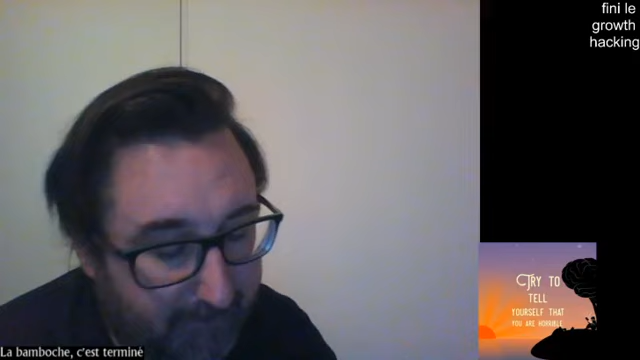 fini le
growth
hacking
TRY TO
TELL
YOURSELF THAT
YOU ARE HORRIBLE.
La bamboche, c'est terminé